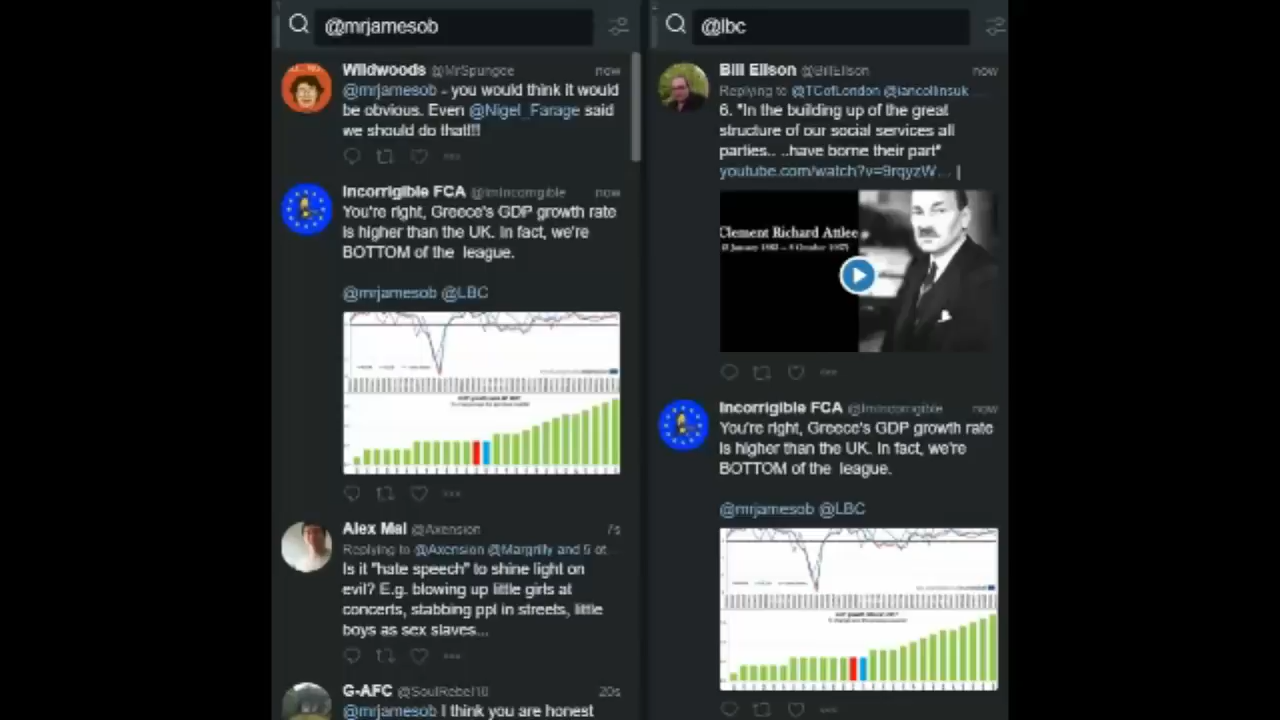 @mrjamesob
Wildwoods @MrSpungee now
@mrjamesob - you would think it would
be obvious. Even @Nigel_Farage said
we should do that!!!
Incorrigible FCA @ImIncorrigible now
You're right, Greece's GDP growth rate
is higher than the UK. In fact, we're
BOTTOM of the league.
@mrjamesob @LBC
Alex Mal @Axension 7s
Replying to @Axension @Margrilly and 5 ot...
Is it "hate speech" to shine light on
evil? E.g. blowing up little girls at
concerts, stabbing ppl in streets, little
boys as sex slaves...
G-AFC @SoulRebel10 20s
@mrjamesob I think you are honest
@lbc
Bill Ellson @BillEllson now
Replying to @TCofLondon @iancollinsuk
6. "In the building up of the great
structure of our social services all
parties.. ..have borne their part"
youtube.com/watch?v=9rqyzW... |
Clement Richard Attlee
Incorrigible FCA @ImIncorrigible now
You're right, Greece's GDP growth rate
is higher than the UK. In fact, we're
BOTTOM of the league.
@mrjamesob @LBC